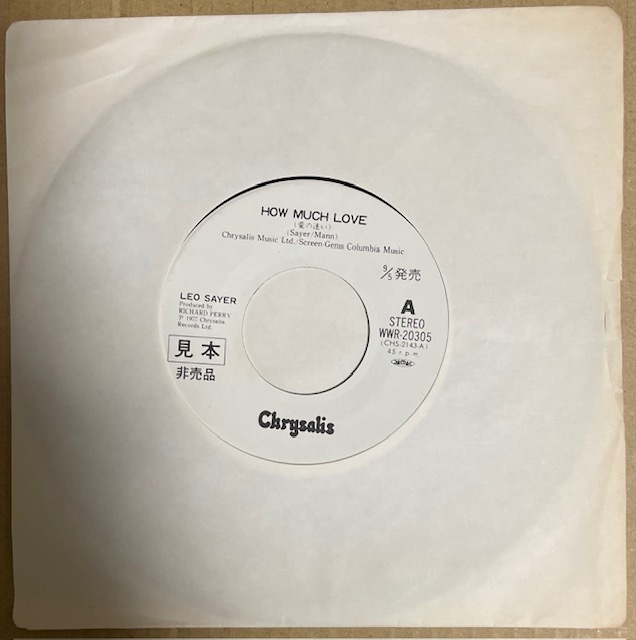 HOW MUCH LOVE
(愛の迷い)
(Sayer/Mann)
Chrysalis Music Ltd./Screen Gems Columbia Music
9/5 発売
LEO SAYER
Produced by
RICHARD PERRY
℗ 1977 Chrysalis
Records Ltd.
A
STEREO
WWR-20305
(CHS-2143-A)
45 r.p.m.
見本
非売品
Chrysalis